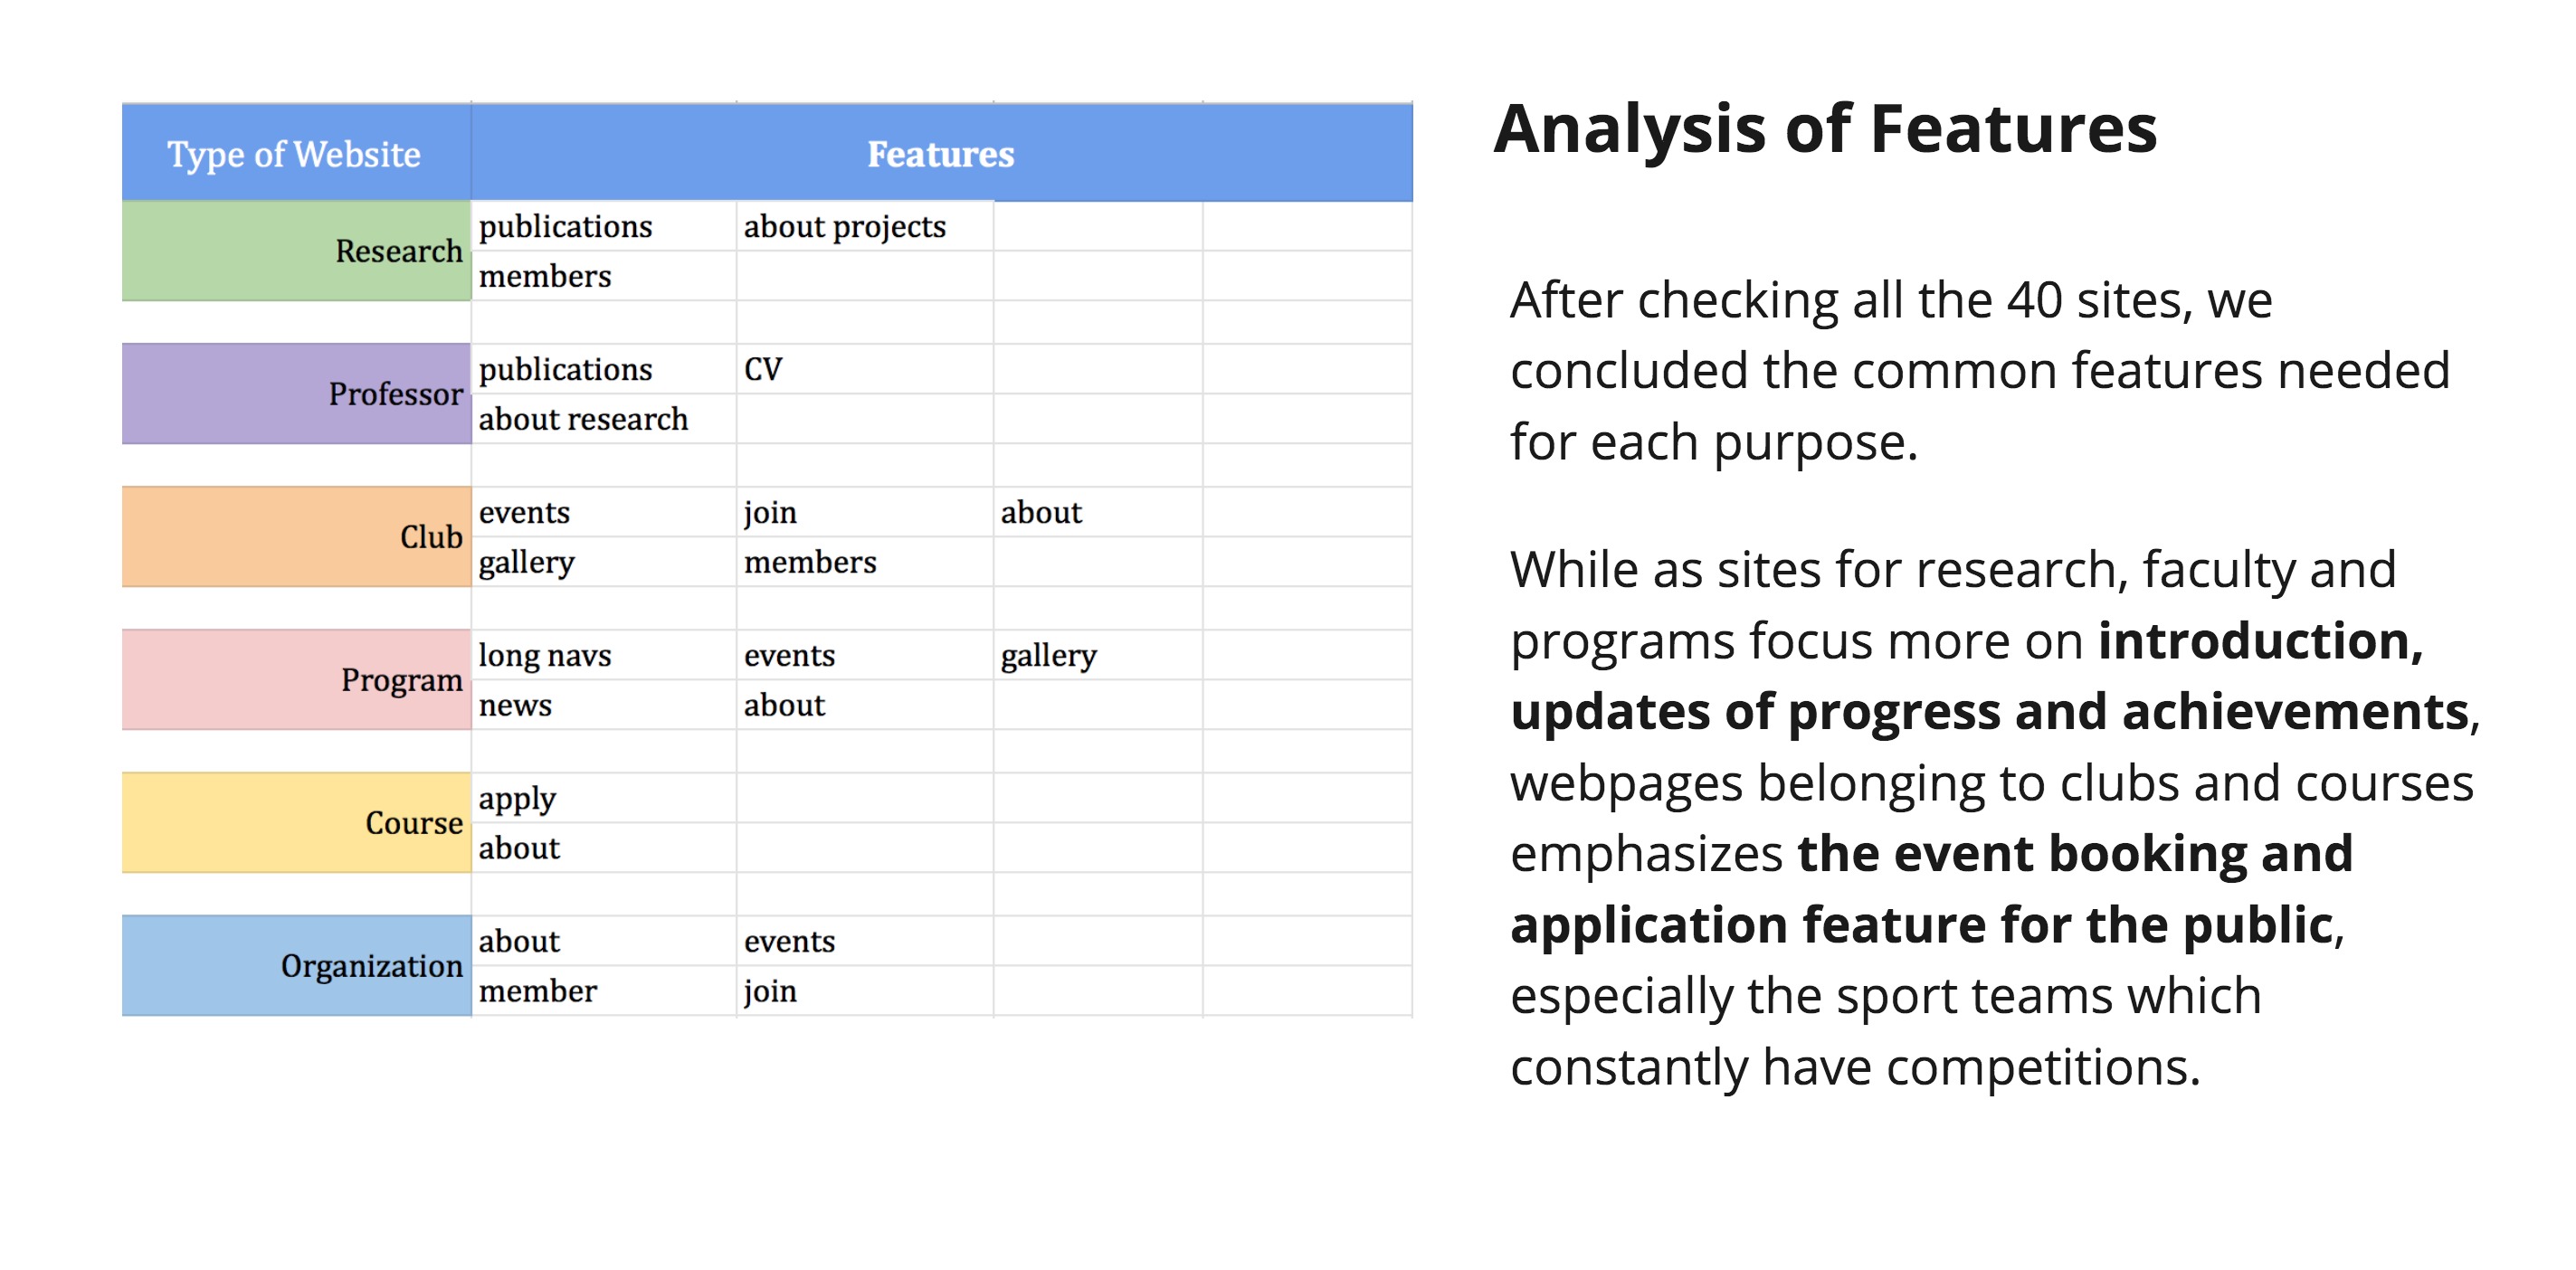 Type of Website Features
Research publications about projects
members
Professor publications CV
about research
Club events join about
gallery members
Program long navs events gallery
news about
Course apply
about
Organization about events
member join
Analysis of Features
After checking all the 40 sites, we
concluded the common features needed
for each purpose.
While as sites for research, faculty and
programs focus more on introduction,
updates of progress and achievements,
webpages belonging to clubs and courses
emphasizes the event booking and
application feature for the public,
especially the sport teams which
constantly have competitions.